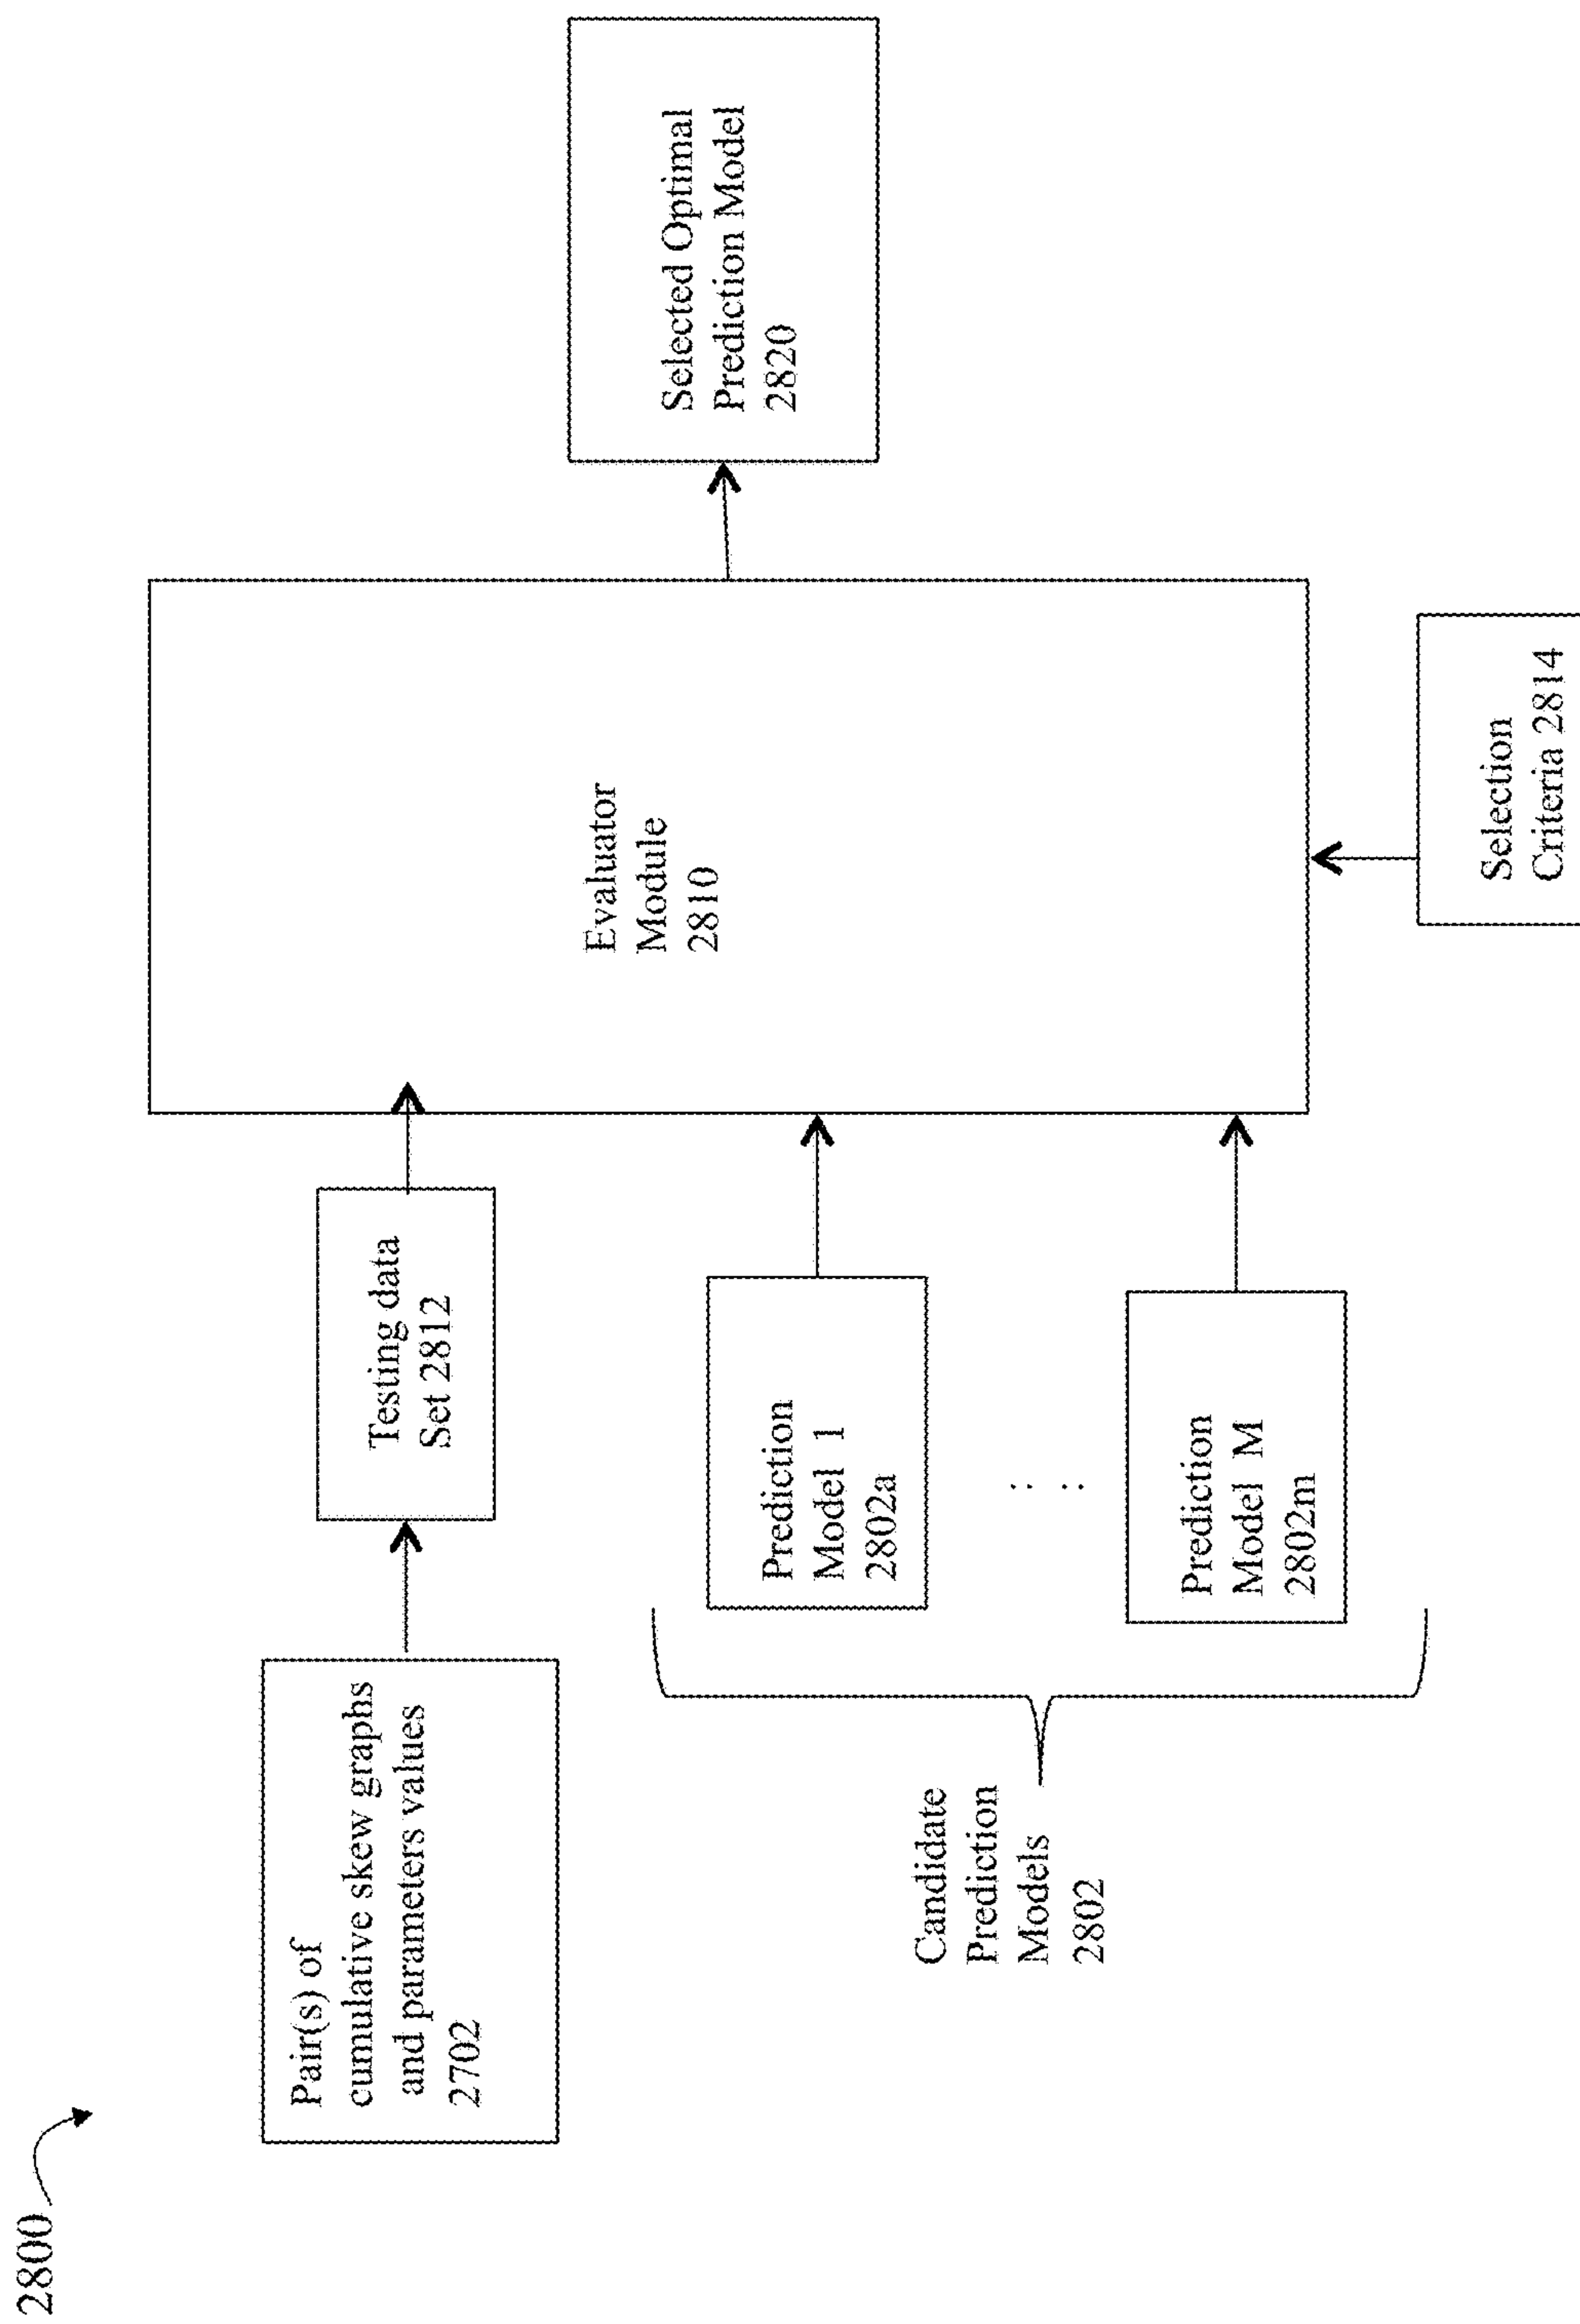 2800
Pair(s) of
cumulative skew graphs
and parameters values
2702
Testing data
Set 2812
Candidate
Prediction
Models
2802
Prediction
Model 1
2802a
: :
Prediction
Model M
2802m
Evaluator
Module
2810
Selection
Criteria 2814
Selected Optimal
Prediction Model
2820